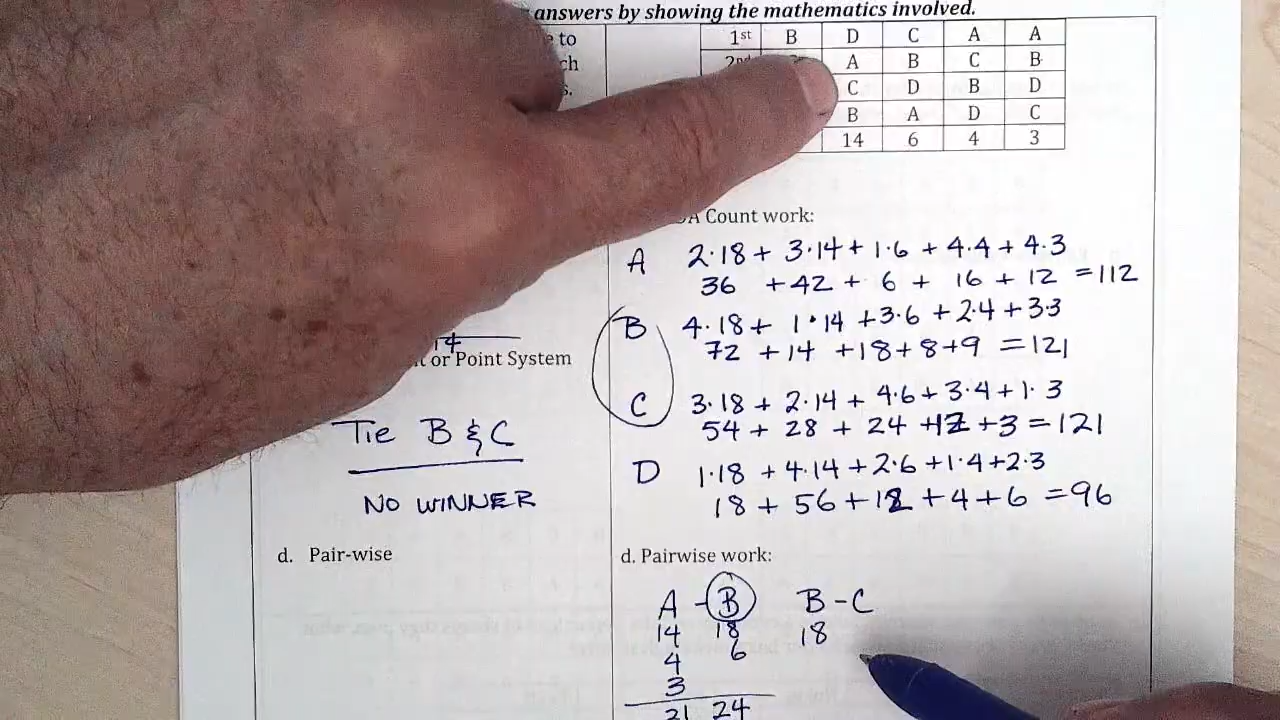 answers by showing the mathematics involved.
to
1st B D C A A
2nd A B C B
C D B D
B A D C
14 6 4 3
Count work:
A 2·18 + 3·14 + 1·6 + 4·4 + 4·3
36 + 42 + 6 + 16 + 12 = 112
B 4·18 + 1·14 + 3·6 + 2·4 + 3·3
72 + 14 + 18 + 8 + 9 = 121
or Point System
C 3·18 + 2·14 + 4·6 + 3·4 + 1·3
54 + 28 + 24 + 12 + 3 = 121
Tie B & C
D 1·18 + 4·14 + 2·6 + 1·4 + 2·3
18 + 56 + 12 + 4 + 6 = 96
NO WINNER
d. Pair-wise
d. Pairwise work:
A - B B - C
14 18 18
4 6
3
21 24